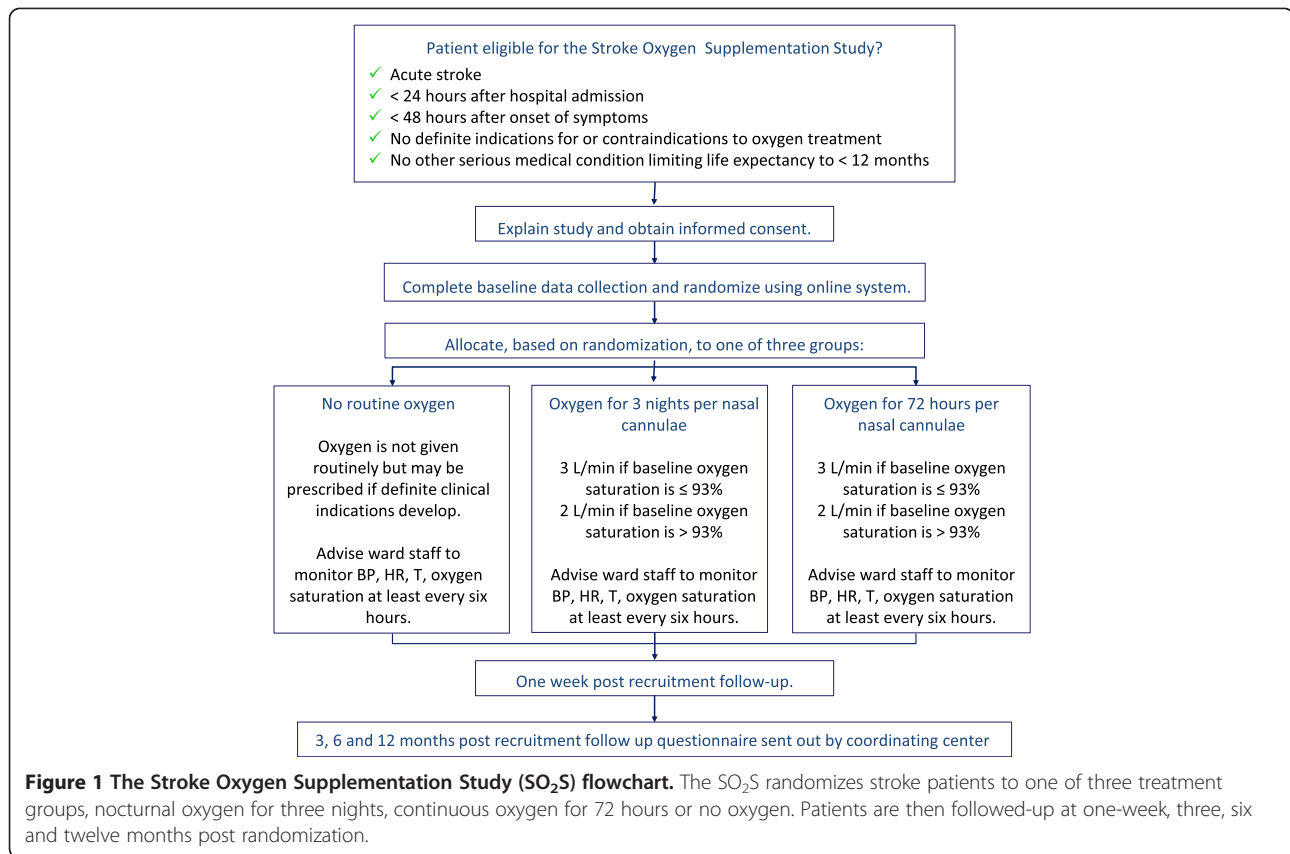 Patient eligible for the Stroke Oxygen Supplementation Study?
✓ Acute stroke
✓ < 24 hours after hospital admission
✓ < 48 hours after onset of symptoms
✓ No definite indications for or contraindications to oxygen treatment
✓ No other serious medical condition limiting life expectancy to < 12 months
Explain study and obtain informed consent.
Complete baseline data collection and randomize using online system.
Allocate, based on randomization, to one of three groups:
No routine oxygen
Oxygen is not given
routinely but may be
prescribed if definite clinical
indications develop.
Advise ward staff to
monitor BP, HR, T, oxygen
saturation at least every six
hours.
Oxygen for 3 nights per nasal
cannulae
3 L/min if baseline oxygen
saturation is ≤ 93%
2 L/min if baseline oxygen
saturation is > 93%
Advise ward staff to monitor
BP, HR, T, oxygen saturation
at least every six hours.
Oxygen for 72 hours per
nasal cannulae
3 L/min if baseline oxygen
saturation is ≤ 93%
2 L/min if baseline oxygen
saturation is > 93%
Advise ward staff to monitor
BP, HR, T, oxygen saturation
at least every six hours.
One week post recruitment follow-up.
3, 6 and 12 months post recruitment follow up questionnaire sent out by coordinating center
Figure 1 The Stroke Oxygen Supplementation Study (SO₂S) flowchart. The SO₂S randomizes stroke patients to one of three treatment
groups, nocturnal oxygen for three nights, continuous oxygen for 72 hours or no oxygen. Patients are then followed-up at one-week, three, six
and twelve months post randomization.